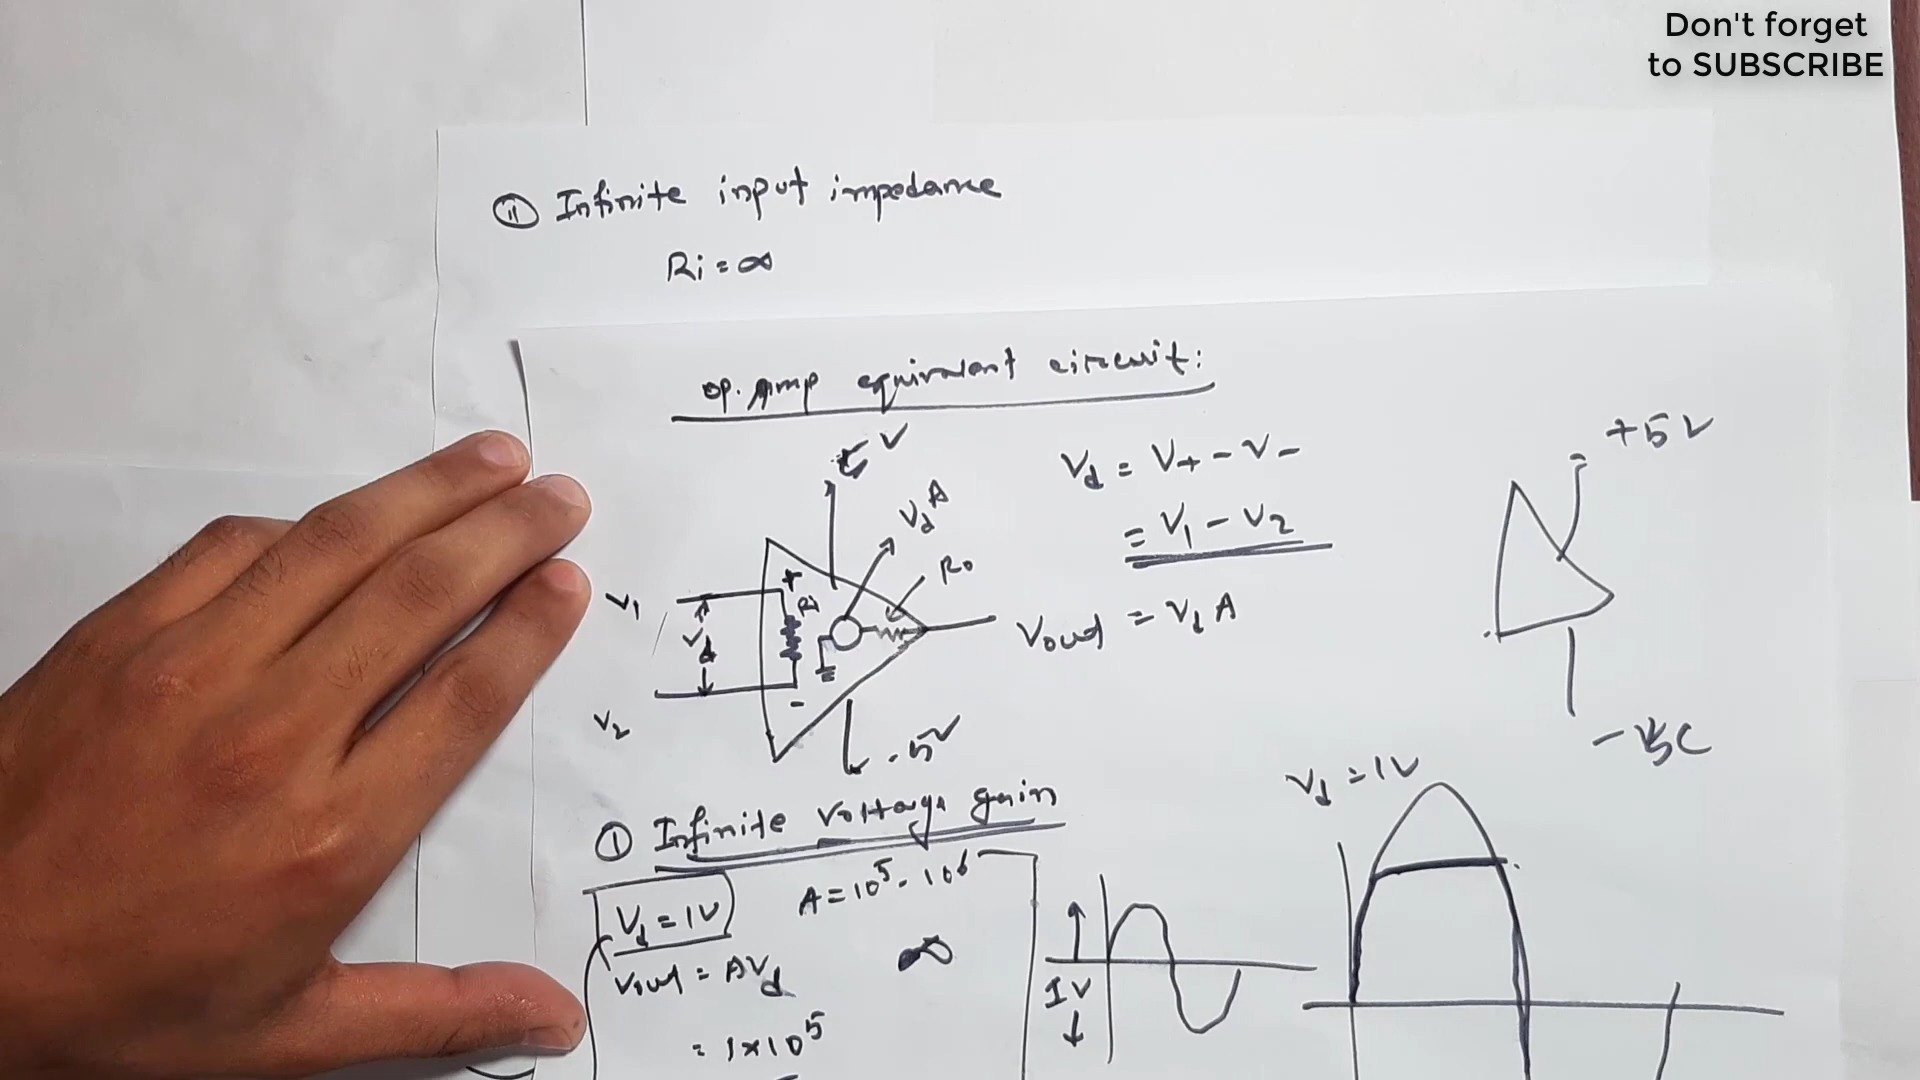 Don't forget
to SUBSCRIBE
II Infinite input impedance
Ri = ∞
op. Amp equivalent circuit:
V
VdA
Ro
+
Ri
V1
Vd
V2
-
-5V
Vd = V+ - V-
= V1 - V2
Vout = VdA
+5V
I Infinite Voltage gain
Vd = 1V
A = 10^5 - 10^6
∞
Vout = AVd
= 1×10^5
1V
Vd = 1V